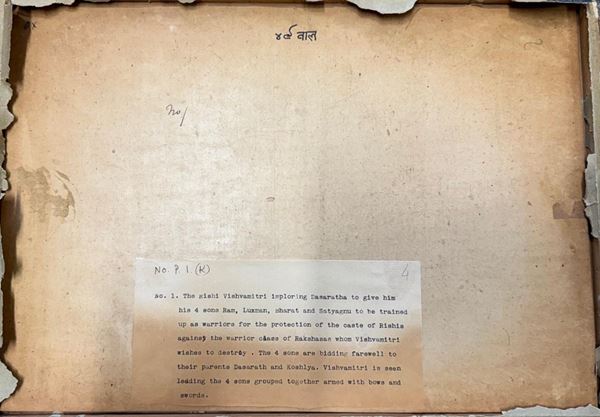 ४९ बाल
No/
No. P. 1. (K)
4
No. 1. The Rishi Vishvamitri imploring Dasaratha to give him
his 4 sons Ram, Luxman, Bharat and Satyagnu to be trained
up as warriors for the protection of the caste of Rishis
against the warrior class of Rakshasas whom Vishvamitri
wishes to destroy . The 4 sons are bidding farewell to
their parents Dasarath and Koshlya. Vishvamitri is seen
leading the 4 sons grouped together armed with bows and
swords.